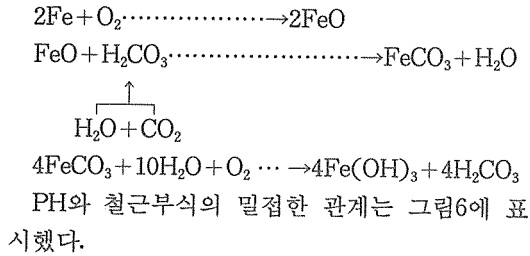 2Fe+O₂··················→2FeO
FeO+H₂CO₃··················→FeCO₃+H₂O
↑
H₂O+CO₂
4FeCO₃+10H₂O+O₂ ··· →4Fe(OH)₃+4H₂CO₃
PH와 철근부식의 밀접한 관계는 그림6에 표
시했다.